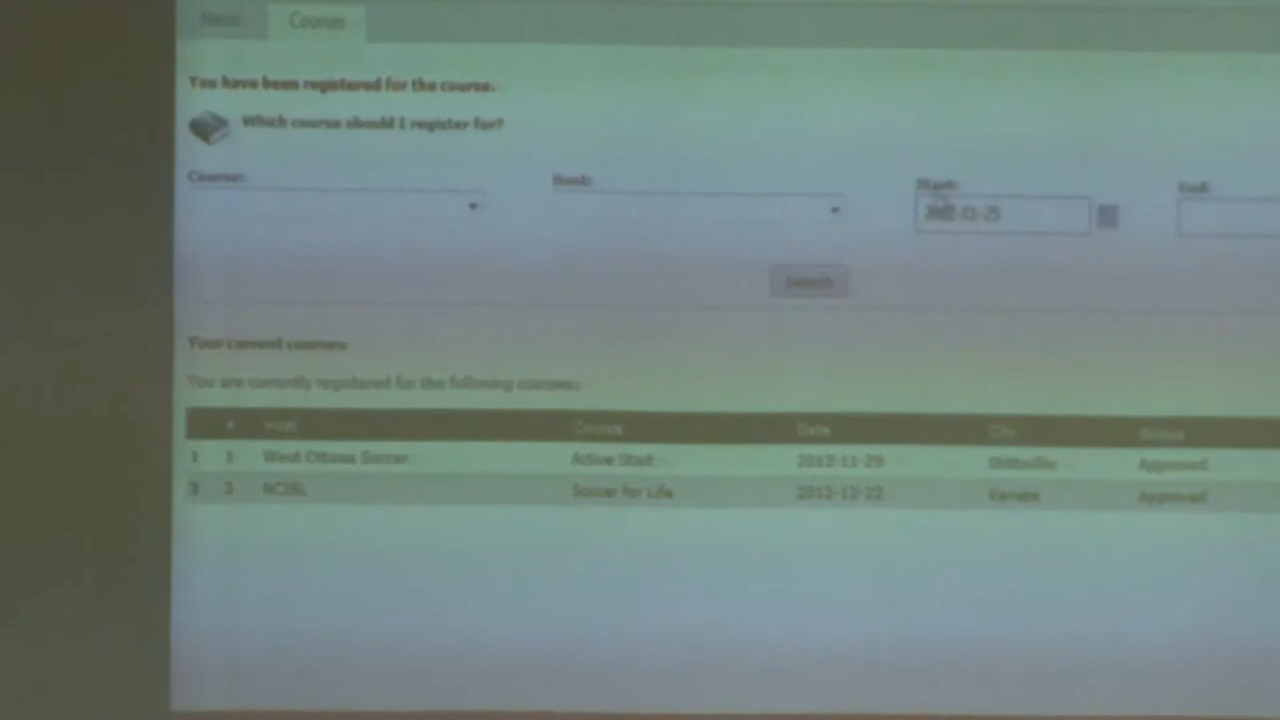 Courses
You have been registered for the course.
Which course should I register for?
Course: Host: Start: End:
Search
Your current courses
You are currently registered for the following courses:
# Host Course Date City Status
1 West Ottawa Soccer Active Start 2012-11-29 Stittsville Approved
Soccer for Life 2012-12-22 Kanata Approved